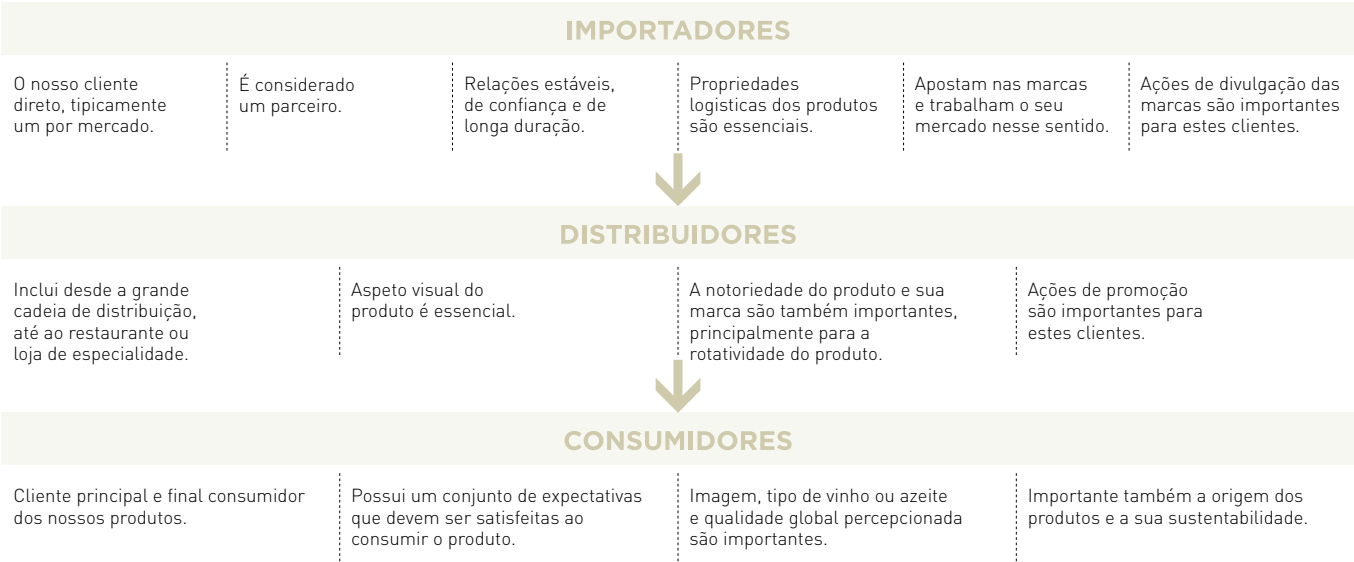 IMPORTADORES
O nosso cliente
direto, tipicamente
um por mercado.
É considerado
um parceiro.
Relações estáveis,
de confiança e de
longa duração.
Propriedades
logisticas dos produtos
são essenciais.
Apostam nas marcas
e trabalham o seu
mercado nesse sentido.
Ações de divulgação das
marcas são importantes
para estes clientes.
DISTRIBUIDORES
Inclui desde a grande
cadeia de distribuição,
até ao restaurante ou
loja de especialidade.
Aspeto visual do
produto é essencial.
A notoriedade do produto e sua
marca são também importantes,
principalmente para a
rotatividade do produto.
Ações de promoção
são importantes para
estes clientes.
CONSUMIDORES
Cliente principal e final consumidor
dos nossos produtos.
Possui um conjunto de expectativas
que devem ser satisfeitas ao
consumir o produto.
Imagem, tipo de vinho ou azeite
e qualidade global percepcionada
são importantes.
Importante também a origem dos
produtos e a sua sustentabilidade.